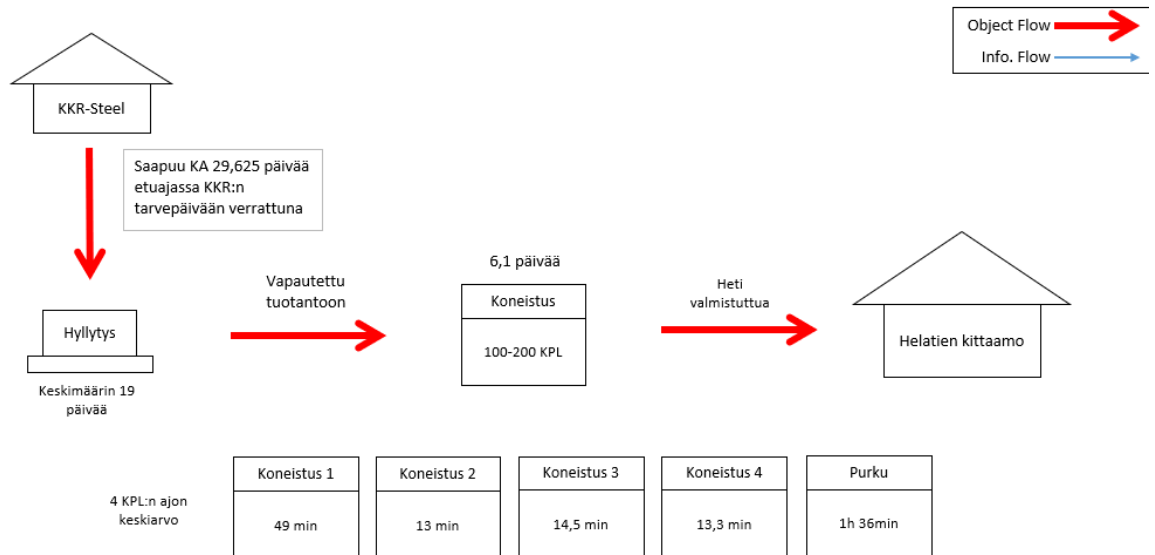 Object Flow
Info. Flow
KKR-Steel
Saapuu KA 29,625 päivää
etuajassa KKR:n
tarvepäivään verrattuna
Vapautettu
tuotantoon
6,1 päivää
Koneistus
100-200 KPL
Heti
valmistuttua
Helatien kittaamo
Hyllytys
Keskimäärin 19
päivää
4 KPL:n ajon
keskiarvo
Koneistus 1
49 min
Koneistus 2
13 min
Koneistus 3
14,5 min
Koneistus 4
13,3 min
Purku
1h 36min